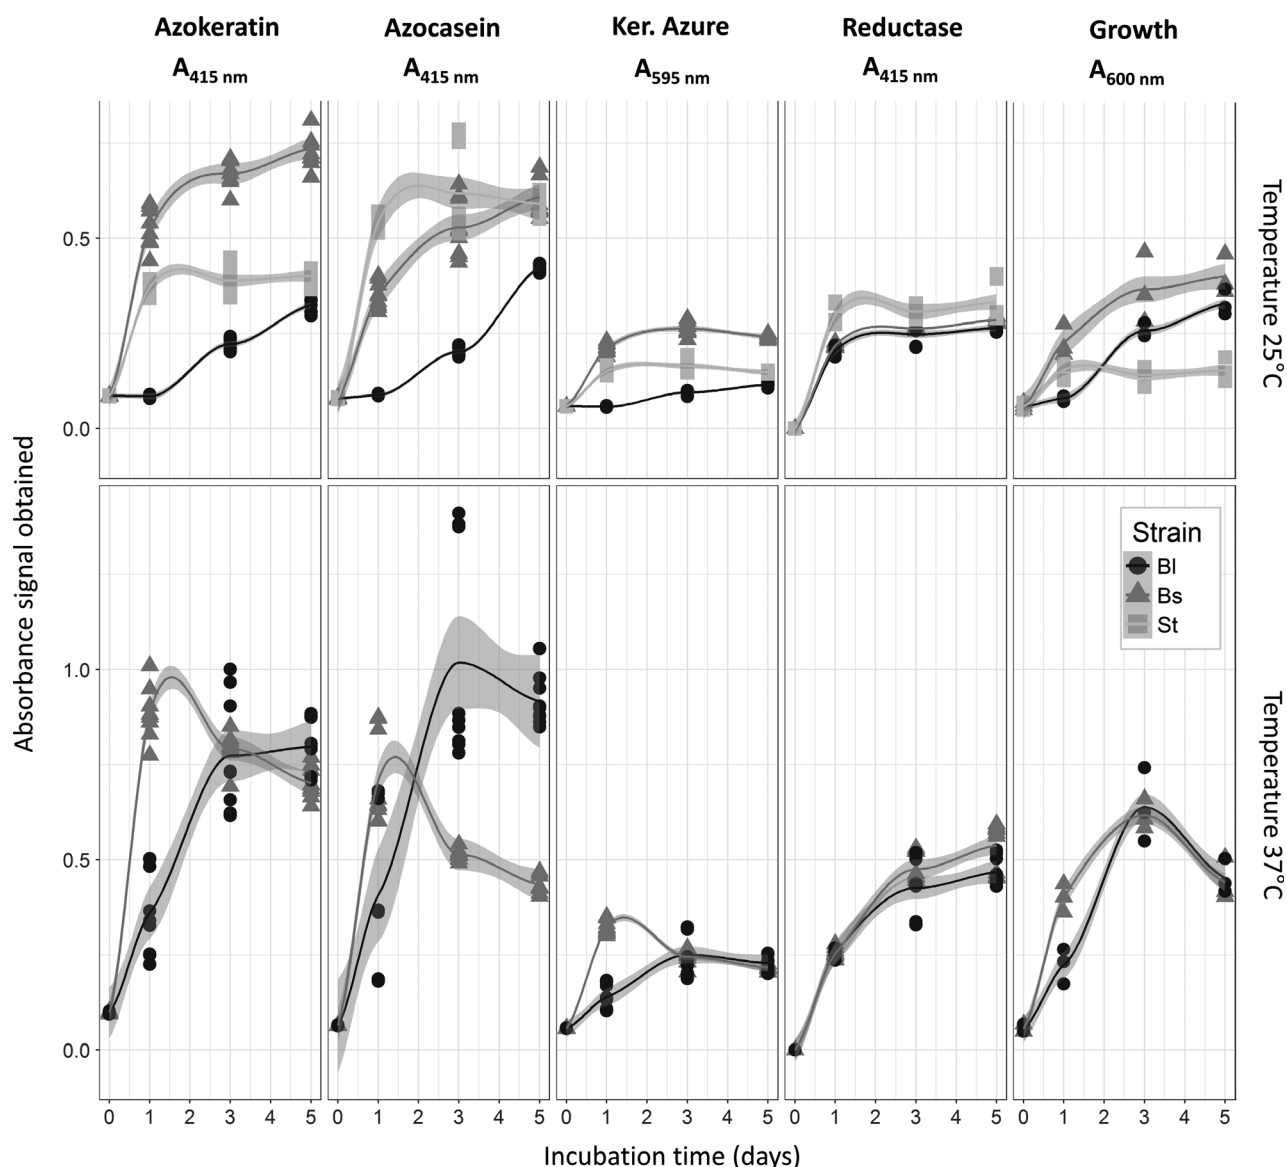 Azokeratin Azocasein Ker. Azure Reductase Growth
A415 nm A415 nm A595 nm A415 nm A600 nm
0.5
0.0
Temperature 25°C
Absorbance signal obtained
Strain
Bl
Bs
St
1.0
0.5
0.0
Temperature 37°C
0 1 2 3 4 5 0 1 2 3 4 5 0 1 2 3 4 5 0 1 2 3 4 5 0 1 2 3 4 5
Incubation time (days)